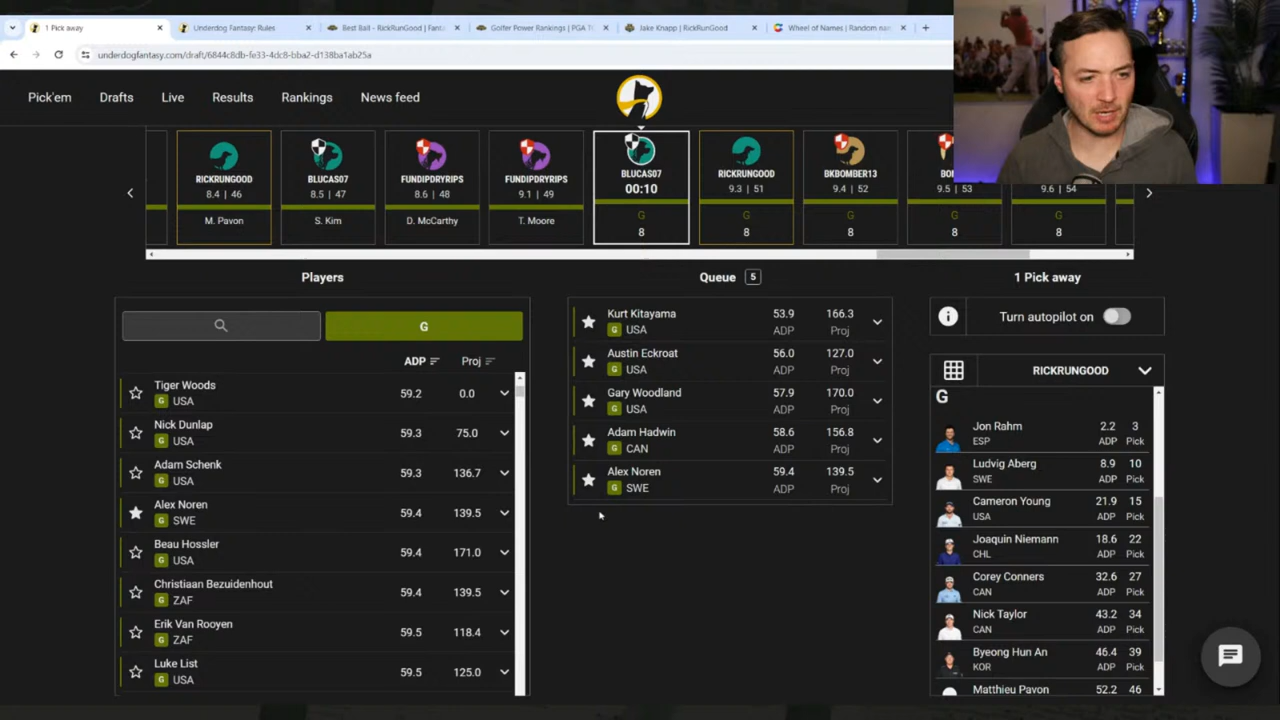 1 Pick away
Underdog Fantasy: Rules
Best Ball - RickRunGood | Fanta
Golfer Power Rankings | PGA T
Jake Knapp | RickRunGood
Wheel of Names | Random na
underdogfantasy.com/draft/6844c8db-fe33-4dc8-bba2-d138ba1ab25a
Pick'em
Drafts
Live
Results
Rankings
News feed
RICKRUNGOOD
8.4 | 46
M. Pavon
BLUCAS07
8.5 | 47
S. Kim
FUNDIPDRYRIPS
8.6 | 48
D. McCarthy
FUNDIPDRYRIPS
9.1 | 49
T. Moore
BLUCAS07
00:10
G
8
RICKRUNGOOD
9.3 | 51
G
8
BKBOMBER13
9.4 | 52
G
8
9.5 | 53
G
8
9.6 | 54
G
8
Players
G
ADP
Proj
Tiger Woods
G USA
59.2
0.0
Nick Dunlap
G USA
59.3
75.0
Adam Schenk
G USA
59.3
136.7
Alex Noren
G SWE
59.4
139.5
Beau Hossler
G USA
59.4
171.0
Christiaan Bezuidenhout
G ZAF
59.4
139.5
Erik Van Rooyen
G ZAF
59.5
118.4
Luke List
G USA
59.5
125.0
Queue 5
Kurt Kitayama
G USA
53.9
ADP
166.3
Proj
Austin Eckroat
G USA
56.0
ADP
127.0
Proj
Gary Woodland
G USA
57.9
ADP
170.0
Proj
Adam Hadwin
G CAN
58.6
ADP
156.8
Proj
Alex Noren
G SWE
59.4
ADP
139.5
Proj
1 Pick away
Turn autopilot on
RICKRUNGOOD
G
Jon Rahm
ESP
2.2
ADP
3
Pick
Ludvig Aberg
SWE
8.9
ADP
10
Pick
Cameron Young
USA
21.9
ADP
15
Pick
Joaquin Niemann
CHL
18.6
ADP
22
Pick
Corey Conners
CAN
32.6
ADP
27
Pick
Nick Taylor
CAN
43.2
ADP
34
Pick
Byeong Hun An
KOR
46.4
ADP
39
Pick
Matthieu Pavon
52.2
46